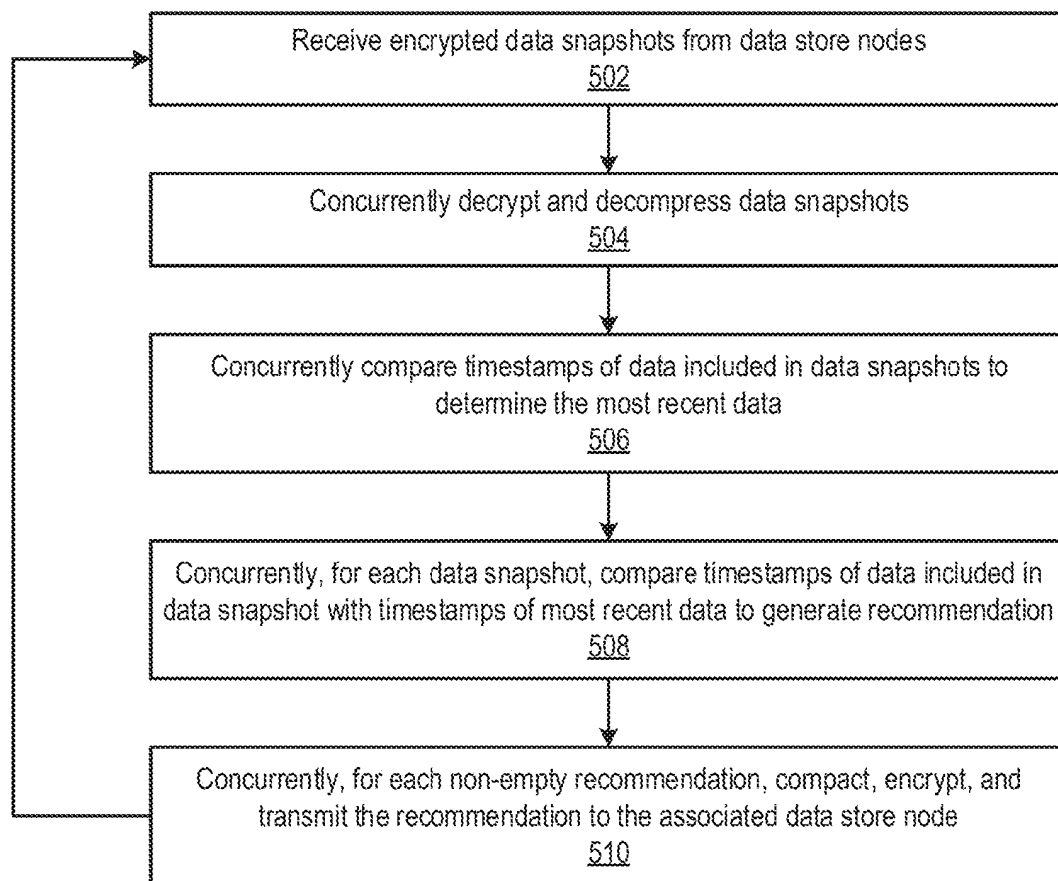 Receive encrypted data snapshots from data store nodes
502
Concurrently decrypt and decompress data snapshots
504
Concurrently compare timestamps of data included in data snapshots to
determine the most recent data
506
Concurrently, for each data snapshot, compare timestamps of data included in
data snapshot with timestamps of most recent data to generate recommendation
508
Concurrently, for each non-empty recommendation, compact, encrypt, and
transmit the recommendation to the associated data store node
510